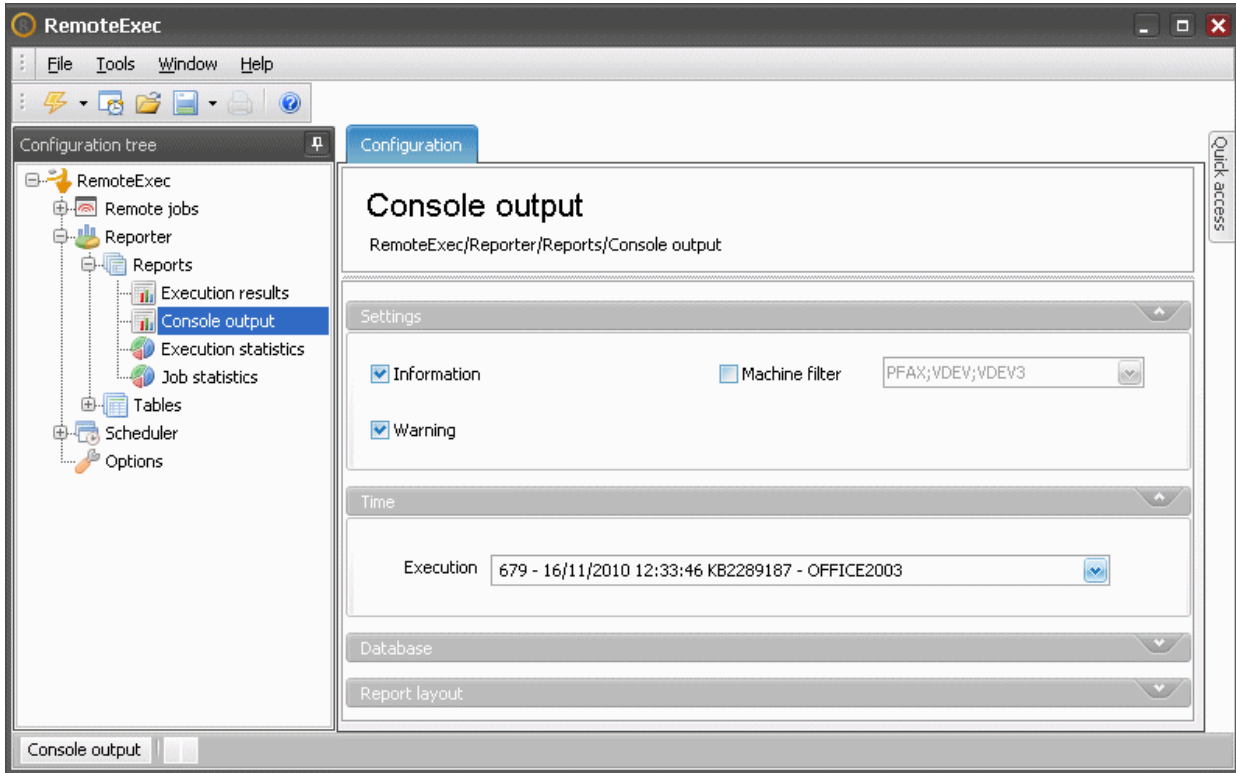 RemoteExec
File Tools Window Help
Configuration tree
RemoteExec
Remote jobs
Reporter
Reports
Execution results
Console output
Execution statistics
Job statistics
Tables
Scheduler
Options
Configuration
Console output
RemoteExec/Reporter/Reports/Console output
Settings
Information
Machine filter PFAX;VDEV;VDEV3
Warning
Time
Execution 679 - 16/11/2010 12:33:46 KB2289187 - OFFICE2003
Database
Report layout
Quick access
Console output